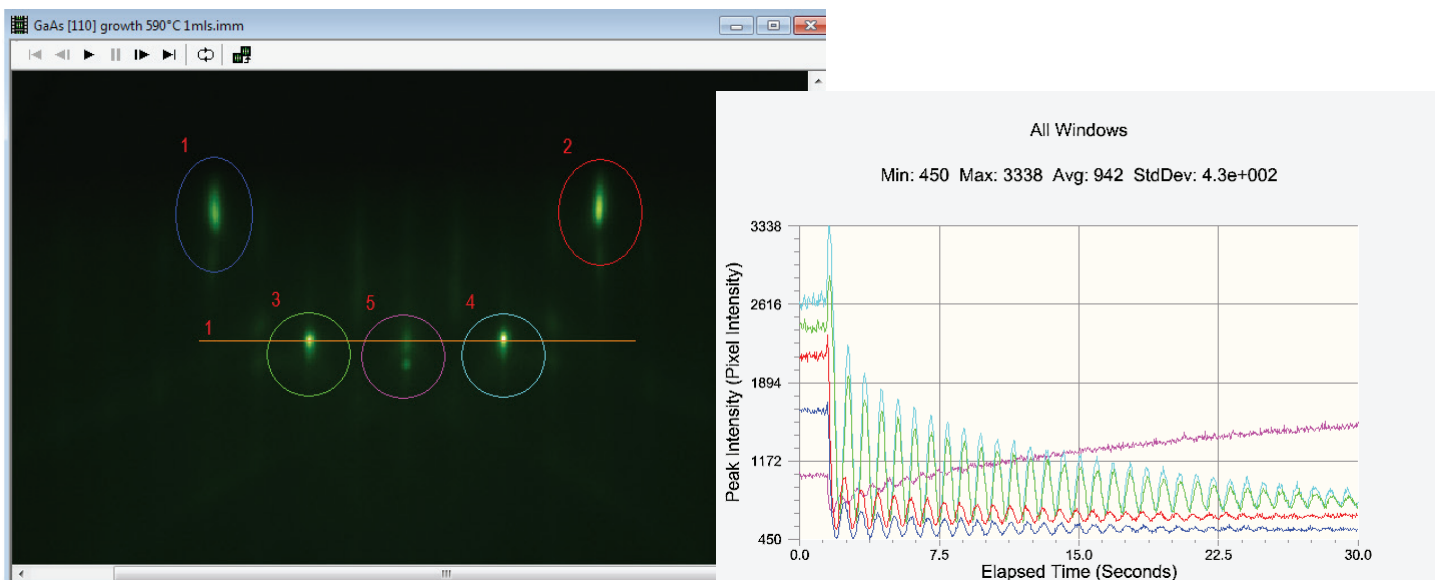 GaAs [110] growth 590°C 1mls.imm
1
2
3
5
4
1
All Windows
Min: 450 Max: 3338 Avg: 942 StdDev: 4.3e+002
Peak Intensity (Pixel Intensity)
3338
2616
1894
1172
450
0.0 7.5 15.0 22.5 30.0
Elapsed Time (Seconds)